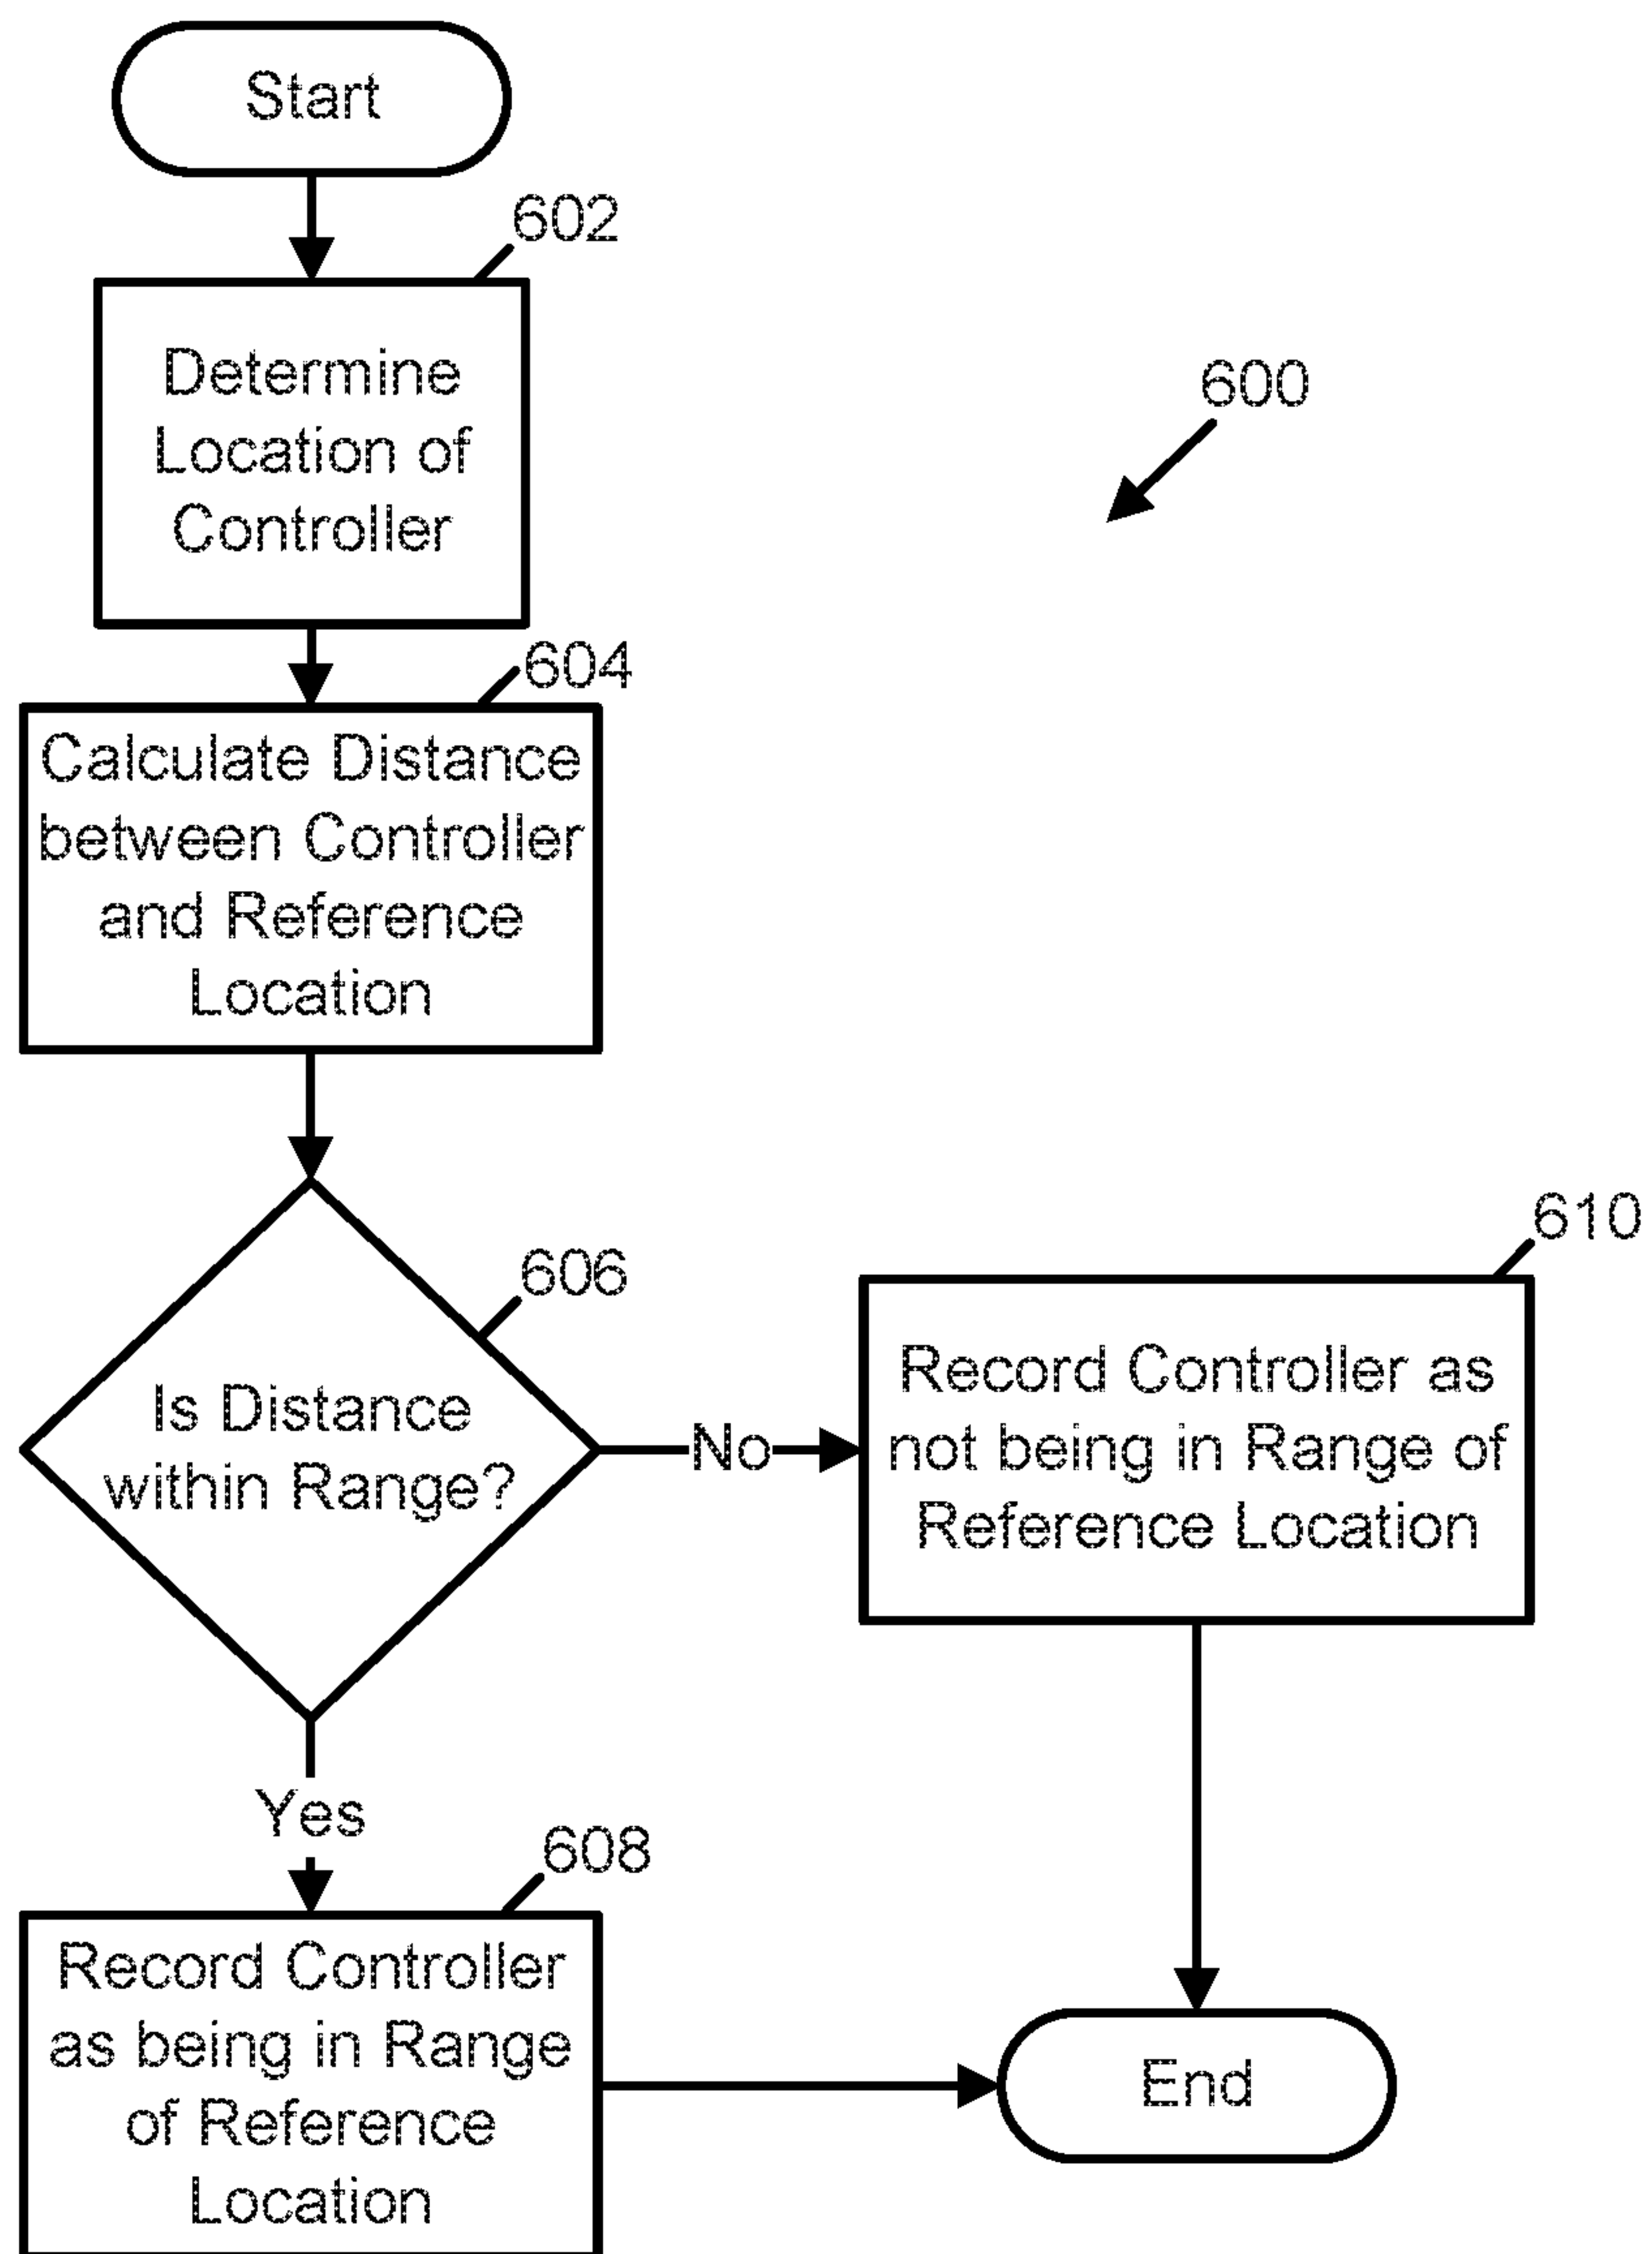 Start
602
Determine
Location of
Controller
600
604
Calculate Distance
between Controller
and Reference
Location
606
Is Distance
within Range?
No
610
Record Controller as
not being in Range of
Reference Location
Yes
608
Record Controller
as being in Range
of Reference
Location
End